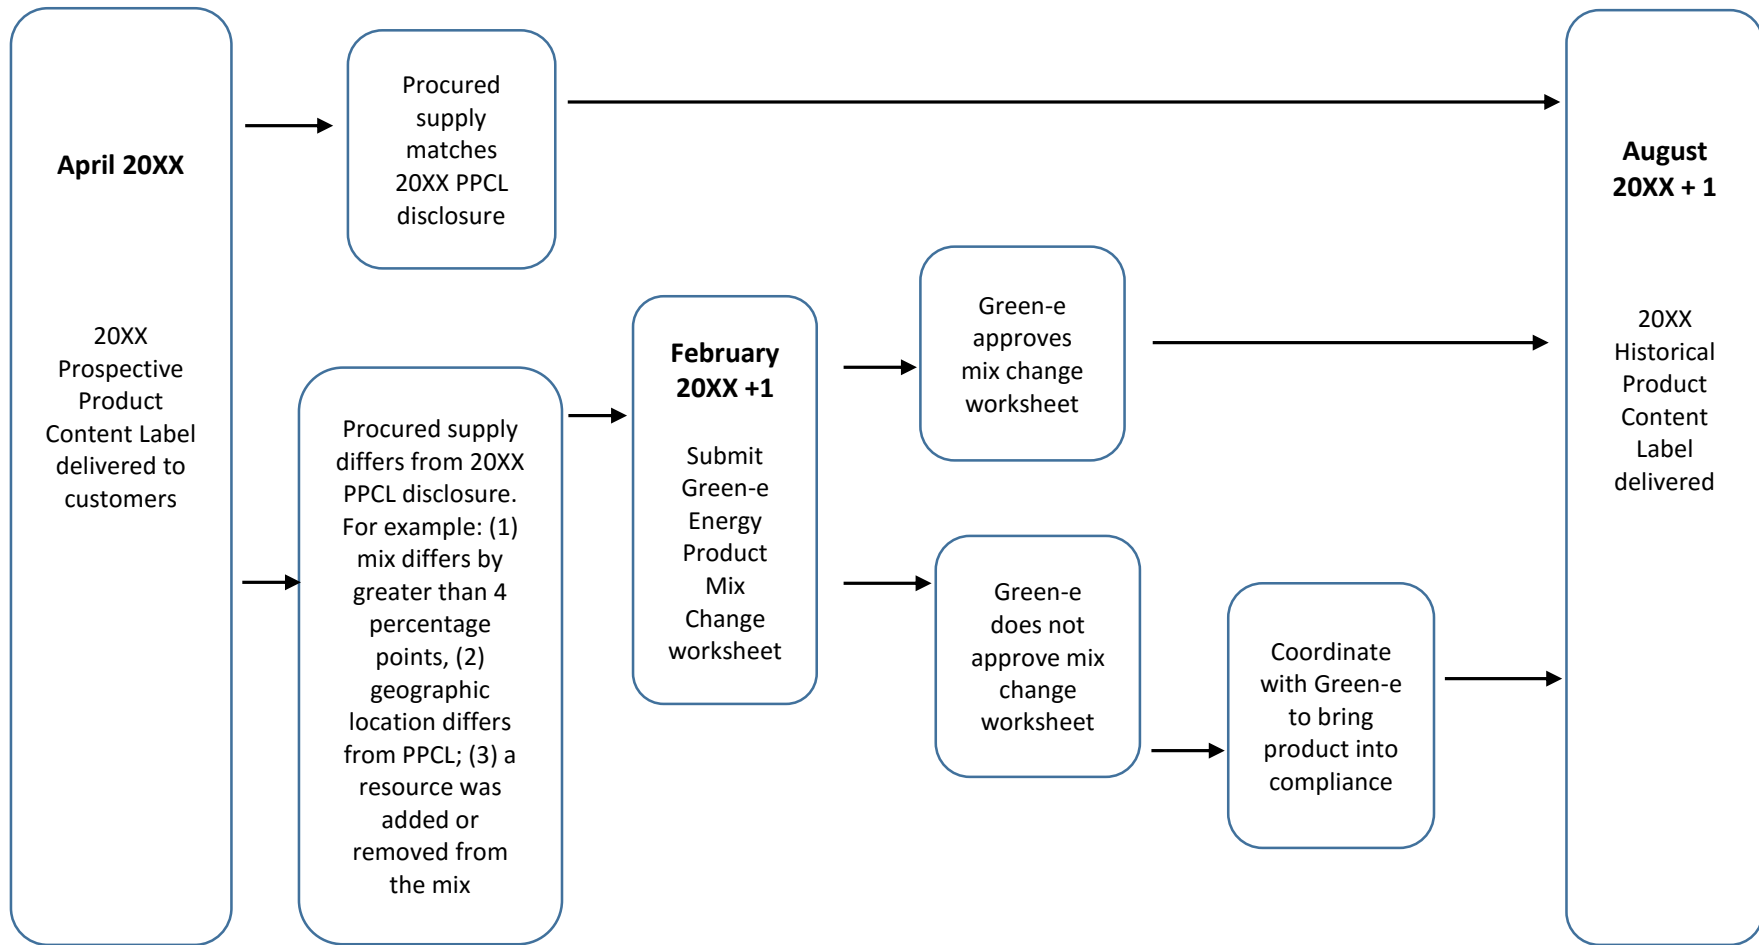 April 20XX
20XX
Prospective
Product
Content Label
delivered to
customers
Procured
supply
matches
20XX PPCL
disclosure
Procured supply
differs from 20XX
PPCL disclosure.
For example: (1)
mix differs by
greater than 4
percentage
points, (2)
geographic
location differs
from PPCL; (3) a
resource was
added or
removed from
the mix
February
20XX +1
Submit
Green-e
Energy
Product
Mix
Change
worksheet
Green-e
approves
mix change
worksheet
Green-e
does not
approve mix
change
worksheet
Coordinate
with Green-e
to bring
product into
compliance
August
20XX + 1
20XX
Historical
Product
Content
Label
delivered